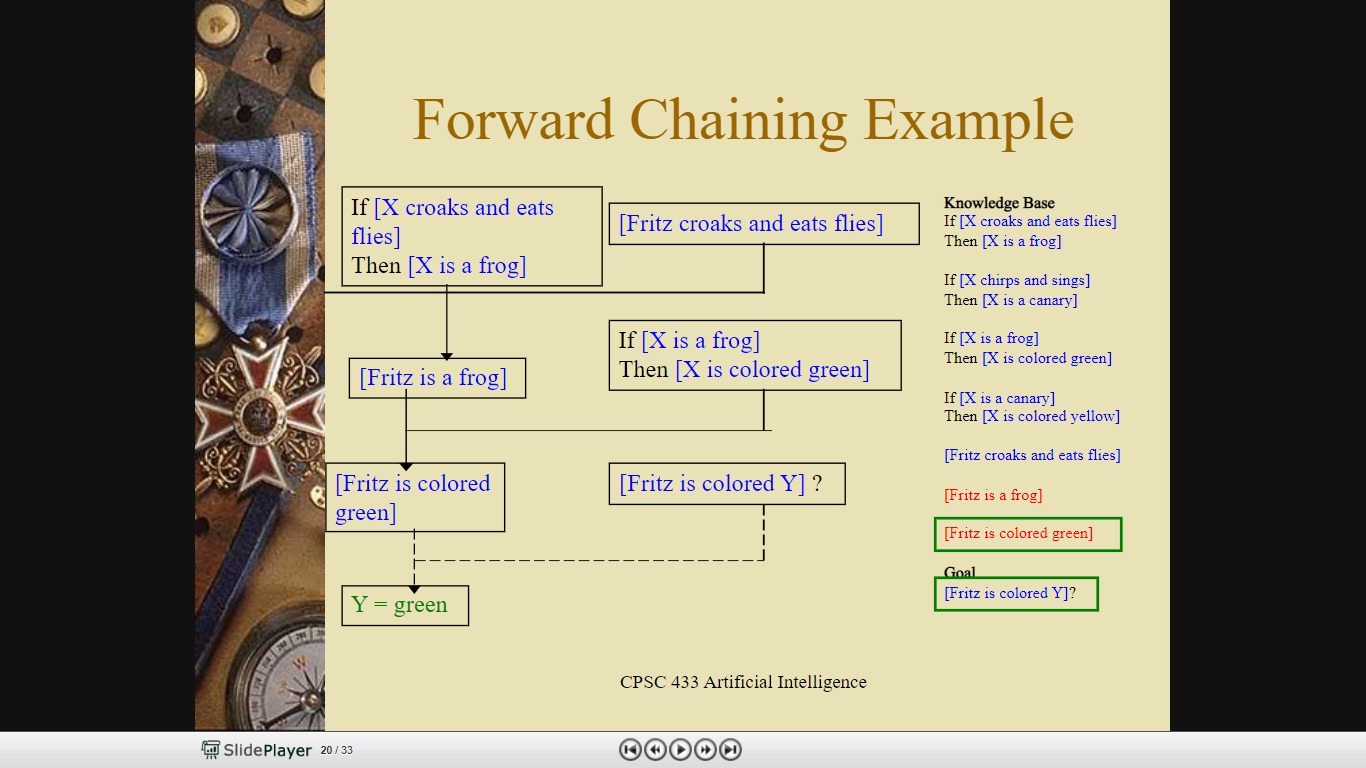 Forward Chaining Example
If [X croaks and eats
flies]
Then [X is a frog]
[Fritz croaks and eats flies]
[Fritz is a frog]
If [X is a frog]
Then [X is colored green]
[Fritz is colored
green]
[Fritz is colored Y] ?
Y = green
Knowledge Base
If [X croaks and eats flies]
Then [X is a frog]
If [X chirps and sings]
Then [X is a canary]
If [X is a frog]
Then [X is colored green]
If [X is a canary]
Then [X is colored yellow]
[Fritz croaks and eats flies]
[Fritz is a frog]
[Fritz is colored green]
Goal
[Fritz is colored Y]?
CPSC 433 Artificial Intelligence
SlidePlayer 20 / 33